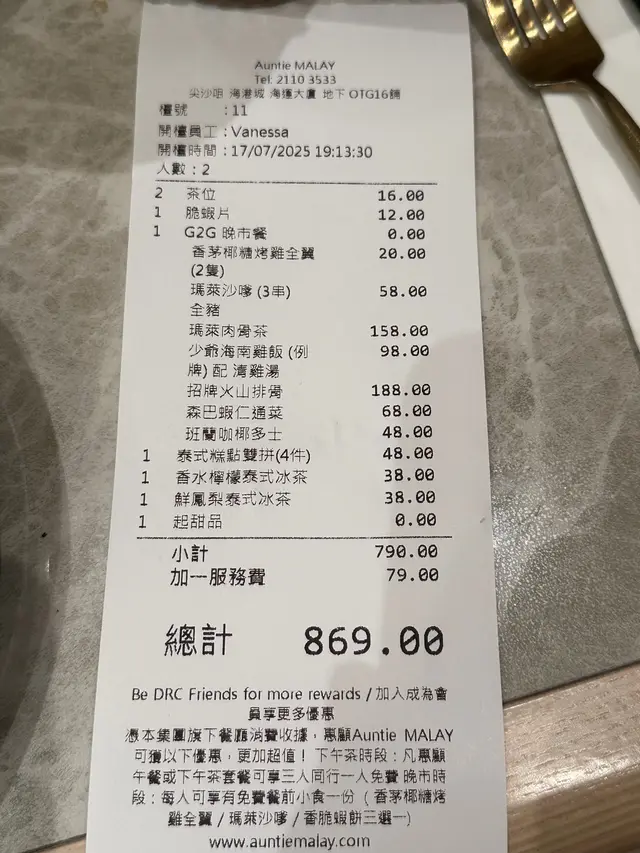 Auntie MALAY
Tel: 2110 3533
尖沙咀 海港城 海運大廈 地下 OTG16舖
檯號 : 11
開檯員工 : Vanessa
開檯時間 : 17/07/2025 19:13:30
人數 : 2
2 茶位 16.00
1 脆蝦片 12.00
1 G2G 晚市餐 0.00
香茅椰糖烤雞全翼 20.00
(2隻)
瑪萊沙嗲 (3串) 58.00
全豬
瑪萊肉骨茶 158.00
少爺海南雞飯 (例 98.00
牌) 配 清雞湯
招牌火山排骨 188.00
森巴蝦仁通菜 68.00
班蘭咖椰多士 48.00
1 泰式糕點雙拼(4件) 48.00
1 香水檸檬泰式冰茶 38.00
1 鮮鳳梨泰式冰茶 38.00
1 起甜品 0.00
小計 790.00
加一服務費 79.00
總計 869.00
Be DRC Friends for more rewards / 加入成為會
員享更多優惠
憑本集團旗下餐廳消費收據，惠顧Auntie MALAY
可獲以下優惠，更加超值！ 下午茶時段：凡惠顧
午餐或下午茶套餐可享三人同行一人免費 晚市時
段：每人可享有免費餐前小食一份（香茅椰糖烤
雞全翼 / 瑪萊沙嗲 / 香脆蝦餅三選一)
www.auntiemalay.com